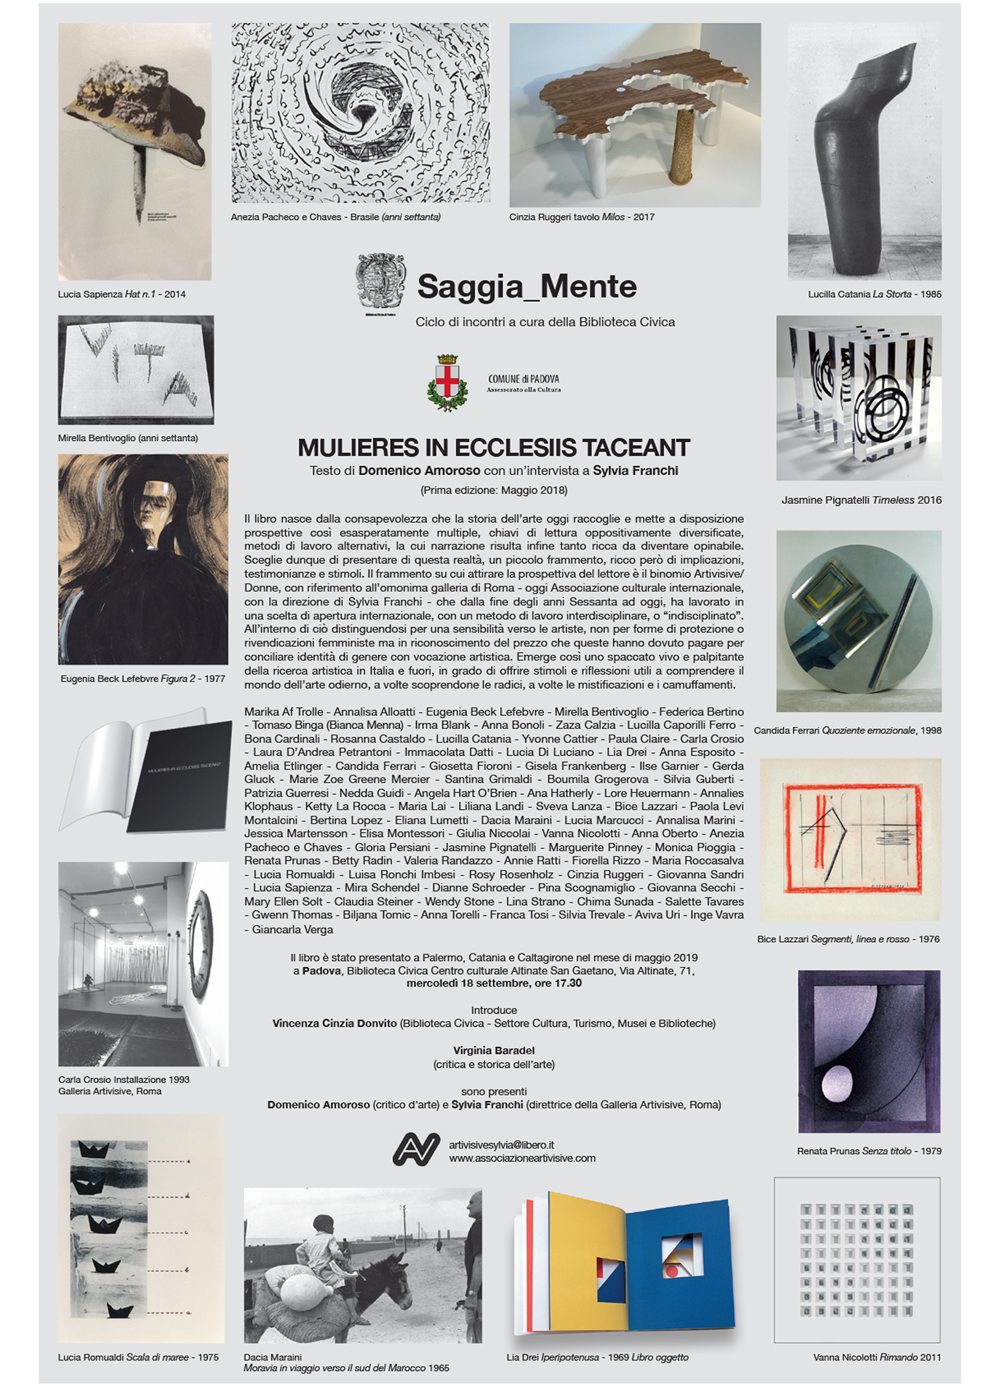 Anezia Pacheco e Chaves - Brasile (anni settanta)
Cinzia Ruggeri tavolo Milos - 2017
Lucia Sapienza Hat n.1 - 2014
Lucilla Catania La Storta - 1985
Saggia_Mente
Ciclo di incontri a cura della Biblioteca Civica
COMUNE di PADOVA
Assessorato alla Cultura
Mirella Bentivoglio (anni settanta)
MULIERES IN ECCLESIIS TACEANT
Testo di Domenico Amoroso con un'intervista a Sylvia Franchi
(Prima edizione: Maggio 2018)
Jasmine Pignatelli Timeless 2016
Il libro nasce dalla consapevolezza che la storia dell'arte oggi raccoglie e mette a disposizione
prospettive così esasperatamente multiple, chiavi di lettura oppositivamente diversificate,
metodi di lavoro alternativi, la cui narrazione risulta infine tanto ricca da diventare opinabile.
Sceglie dunque di presentare di questa realtà, un piccolo frammento, ricco però di implicazioni,
testimonianze e stimoli. Il frammento su cui attirare la prospettiva del lettore è il binomio Artivisive/
Donne, con riferimento all'omonima galleria di Roma - oggi Associazione culturale internazionale,
con la direzione di Sylvia Franchi - che dalla fine degli anni Sessanta ad oggi, ha lavorato in
una scelta di apertura internazionale, con un metodo di lavoro interdisciplinare, o “indisciplinato”.
All'interno di ciò distinguendosi per una sensibilità verso le artiste, non per forme di protezione o
rivendicazioni femministe ma in riconoscimento del prezzo che queste hanno dovuto pagare per
conciliare identità di genere con vocazione artistica. Emerge così uno spaccato vivo e palpitante
della ricerca artistica in Italia e fuori, in grado di offrire stimoli e riflessioni utili a comprendere il
mondo dell'arte odierno, a volte scoprendone le radici, a volte le mistificazioni e i camuffamenti.
Eugenia Beck Lefebvre Figura 2 - 1977
Candida Ferrari Quoziente emozionale, 1998
Marika Af Trolle - Annalisa Alloatti - Eugenia Beck Lefebvre - Mirella Bentivoglio - Federica Bertino
- Tomaso Binga (Bianca Menna) - Irma Blank - Anna Bonoli - Zaza Calzia - Lucilla Caporilli Ferro -
Bona Cardinali - Rosanna Castaldo - Lucilla Catania - Yvonne Cattier - Paula Claire - Carla Crosio
- Laura D'Andrea Petrantoni - Immacolata Datti - Lucia Di Luciano - Lia Drei - Anna Esposito -
Amelia Etlinger - Candida Ferrari - Giosetta Fioroni - Gisela Frankenberg - Ilse Garnier - Gerda
Gluck - Marie Zoe Greene Mercier - Santina Grimaldi - Boumila Grogerova - Silvia Guberti -
Patrizia Guerresi - Nedda Guidi - Angela Hart O'Brien - Ana Hatherly - Lore Heuermann - Annalies
Klophaus - Ketty La Rocca - Maria Lai - Liliana Landi - Sveva Lanza - Bice Lazzari - Paola Levi
Montalcini - Bertina Lopez - Eliana Lumetti - Dacia Maraini - Lucia Marcucci - Annalisa Marini -
Jessica Martensson - Elisa Montessori - Giulia Niccolai - Vanna Nicolotti - Anna Oberto - Anezia
Pacheco e Chaves - Gloria Persiani - Jasmine Pignatelli - Marguerite Pinney - Monica Pioggia -
Renata Prunas - Betty Radin - Valeria Randazzo - Annie Ratti - Fiorella Rizzo - Maria Roccasalva
- Lucia Romualdi - Luisa Ronchi Imbesi - Rosy Rosenholz - Cinzia Ruggeri - Giovanna Sandri
- Lucia Sapienza - Mira Schendel - Dianne Schroeder - Pina Scognamiglio - Giovanna Secchi -
Mary Ellen Solt - Claudia Steiner - Wendy Stone - Lina Strano - Chima Sunada - Salette Tavares
- Gwenn Thomas - Biljana Tomic - Anna Torelli - Franca Tosi - Silvia Trevale - Aviva Uri - Inge Vavra
- Giancarla Verga
MULIERES IN ECCLESIIS TACEANT
Bice Lazzari Segmenti, linea e rosso - 1976
Il libro è stato presentato a Palermo, Catania e Caltagirone nel mese di maggio 2019
a Padova, Biblioteca Civica Centro culturale Altinate San Gaetano, Via Altinate, 71,
mercoledì 18 settembre, ore 17.30
Introduce
Vincenza Cinzia Donvito (Biblioteca Civica - Settore Cultura, Turismo, Musei e Biblioteche)
Virginia Baradel
(critica e storica dell'arte)
sono presenti
Domenico Amoroso (critico d'arte) e Sylvia Franchi (direttrice della Galleria Artivisive, Roma)
Carla Crosio Installazione 1993
Galleria Artivisive, Roma
AV
artivisivesylvia@libero.it
www.associazioneartivisive.com
Renata Prunas Senza titolo - 1979
Lucia Romualdi Scala di maree - 1975
Dacia Maraini
Moravia in viaggio verso il sud del Marocco 1965
Lia Drei Iperipotenusa - 1969 Libro oggetto
Vanna Nicolotti Rimando 2011
VITA